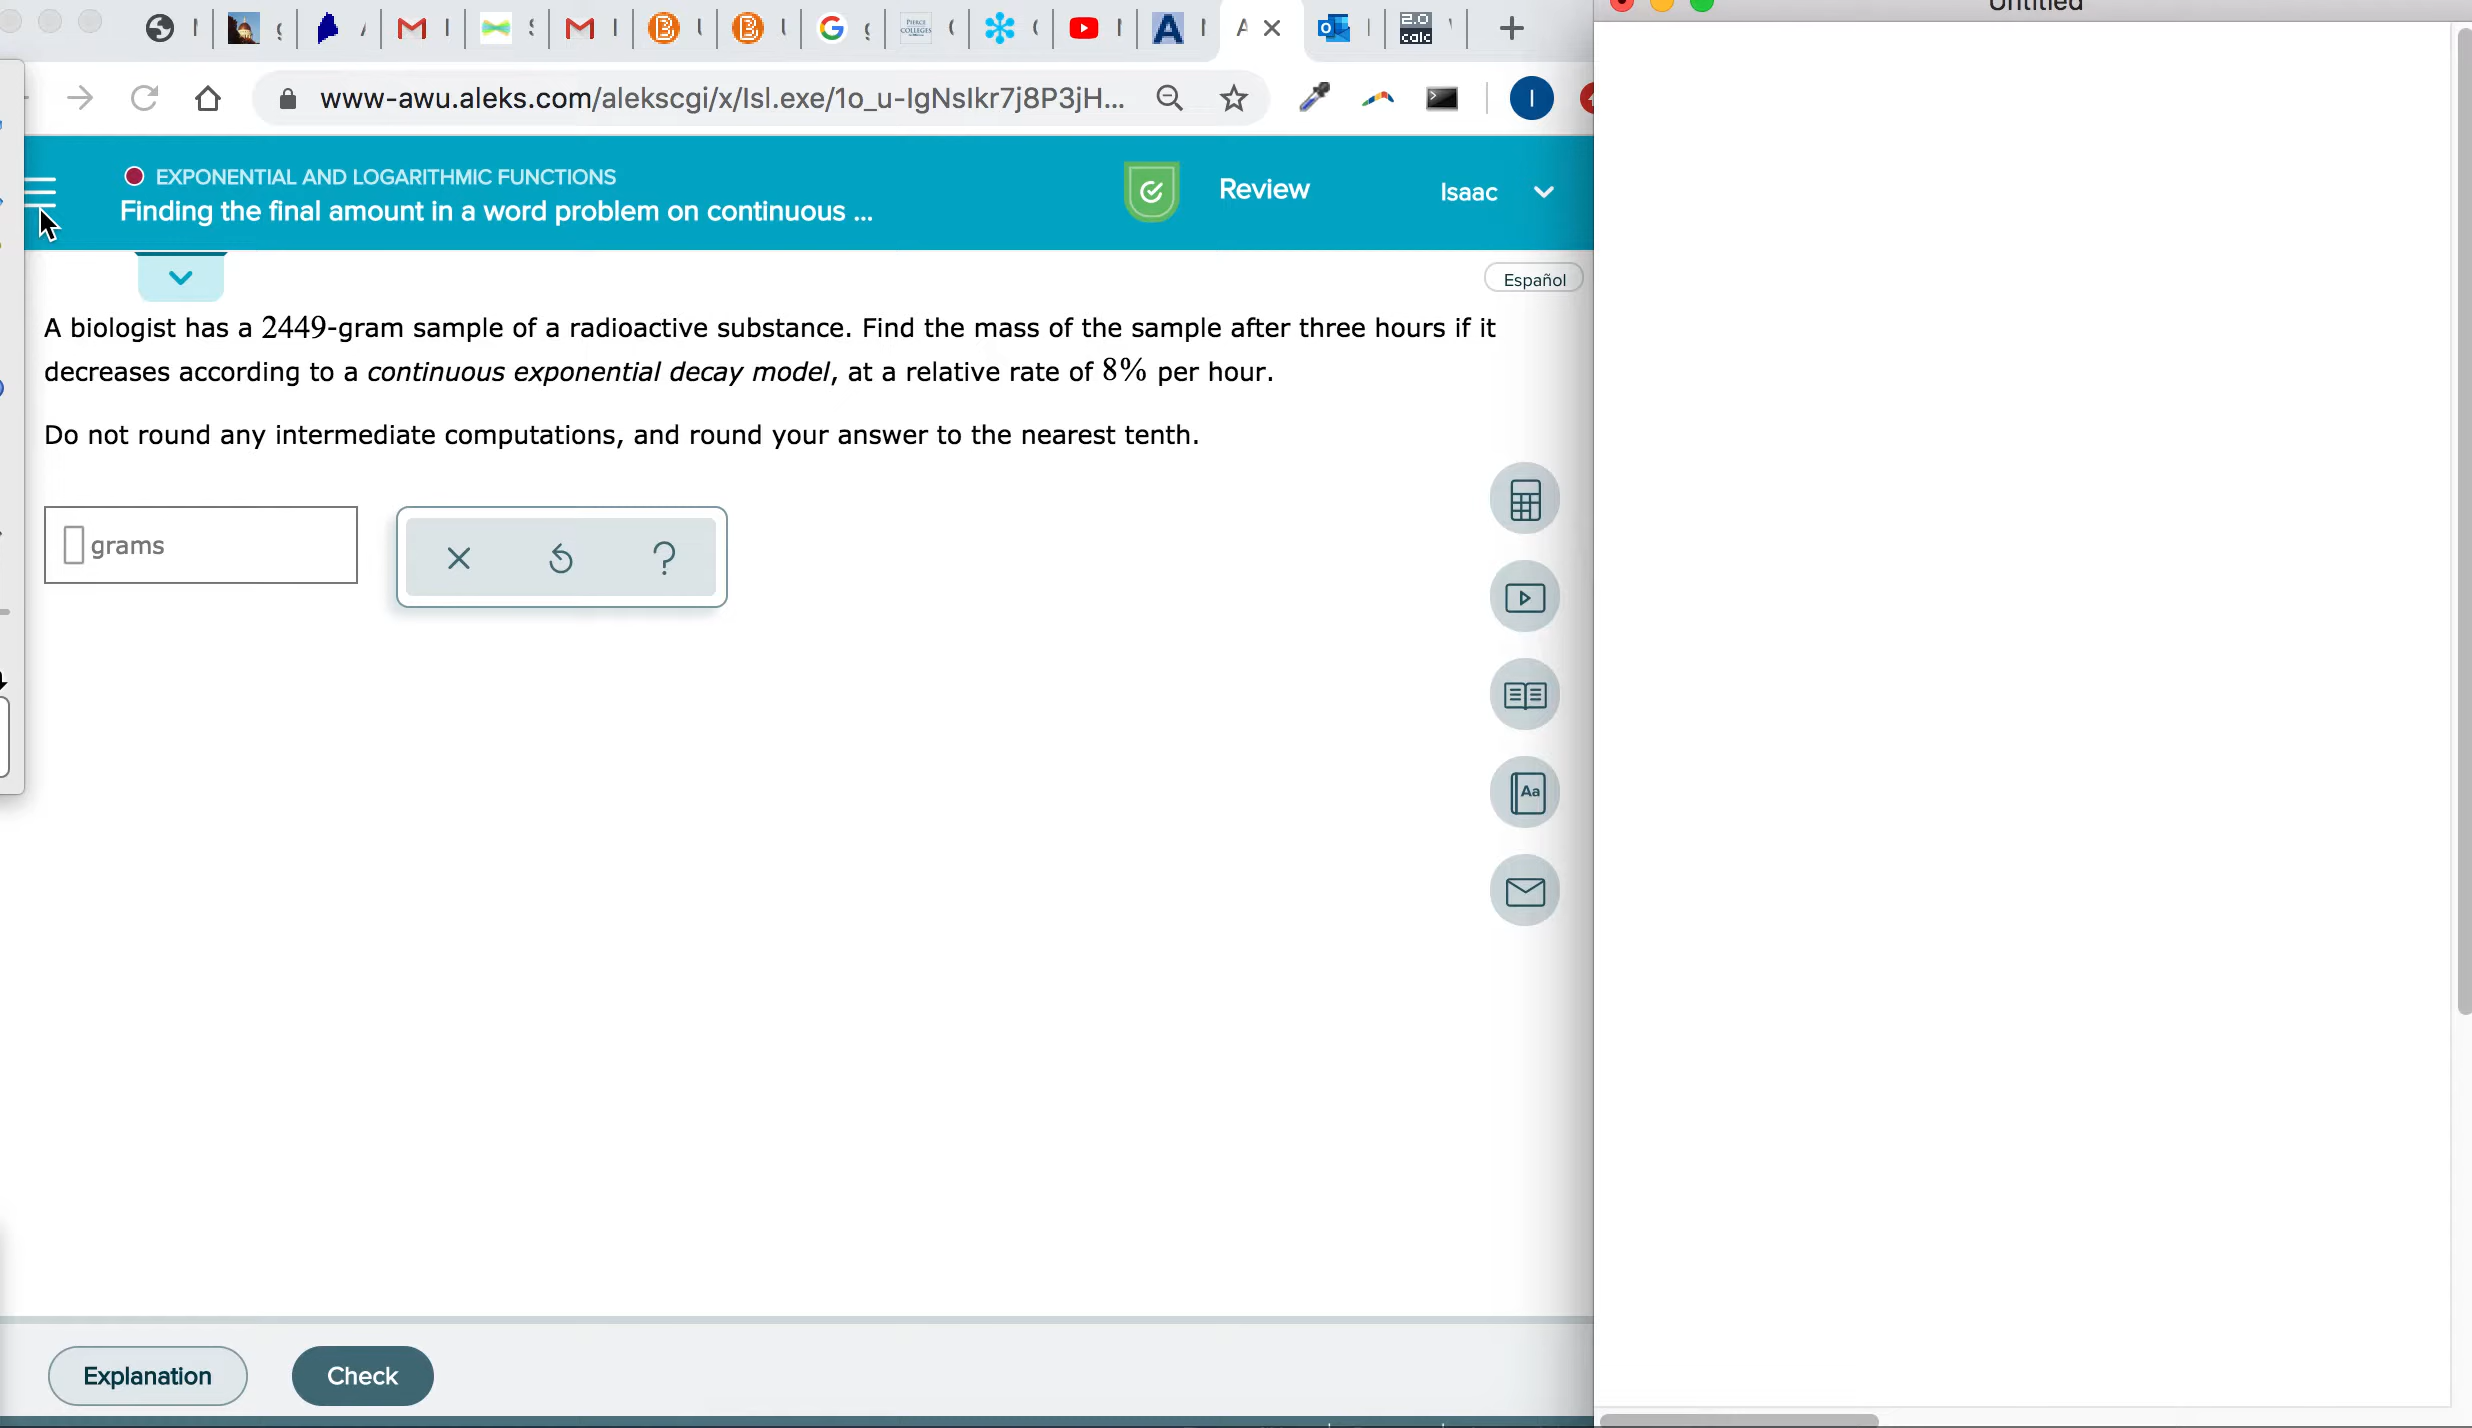 Untitled
www-awu.aleks.com/alekscgi/x/Isl.exe/1o_u-IgNslkr7j8P3jH...
EXPONENTIAL AND LOGARITHMIC FUNCTIONS
Finding the final amount in a word problem on continuous ...
Review
Isaac
Español
A biologist has a 2449-gram sample of a radioactive substance. Find the mass of the sample after three hours if it
decreases according to a continuous exponential decay model, at a relative rate of 8% per hour.
Do not round any intermediate computations, and round your answer to the nearest tenth.
grams
Aa
Explanation
Check